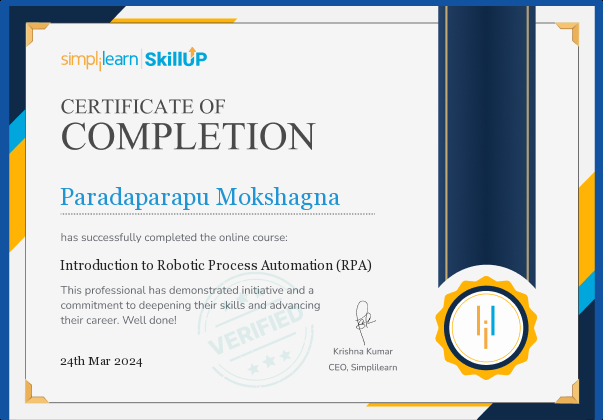 simplilearn | SkillUP
CERTIFICATE OF
COMPLETION
Paradaparapu Mokshagna
has successfully completed the online course:
Introduction to Robotic Process Automation (RPA)
This professional has demonstrated initiative and a
commitment to deepening their skills and advancing
their career. Well done!
VERIFIED
24th Mar 2024
Krishna Kumar
CEO, Simplilearn